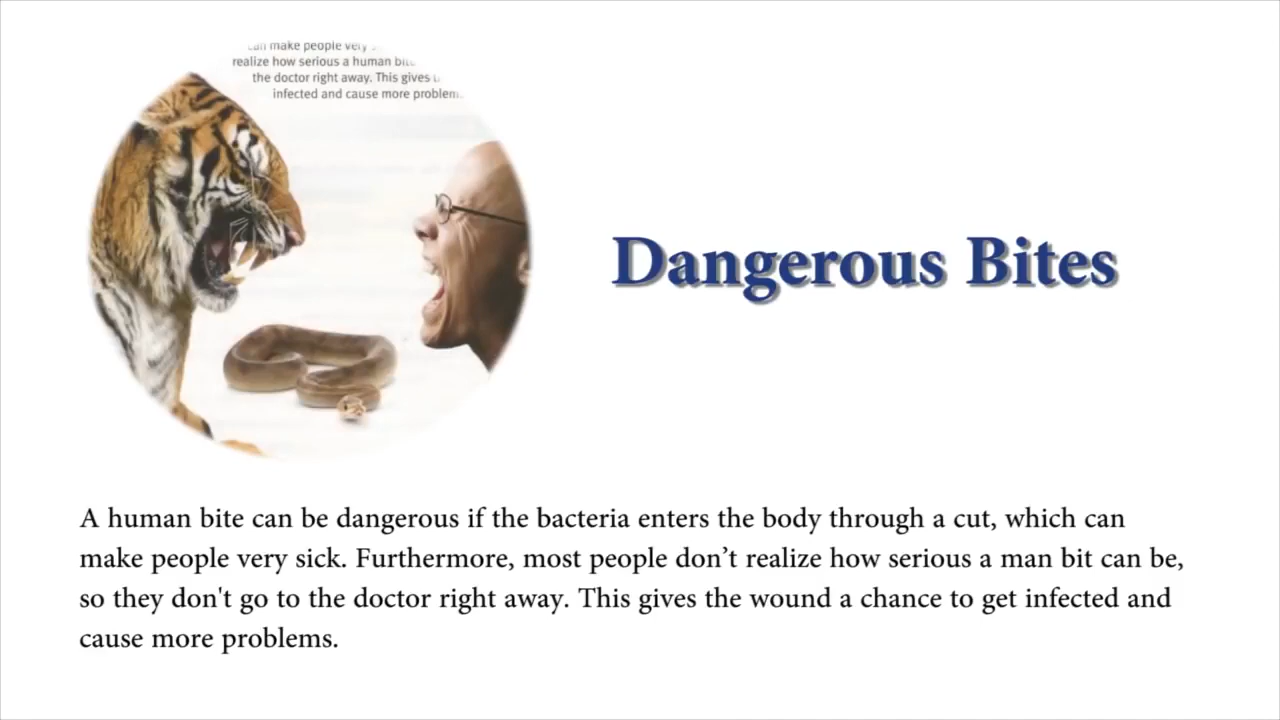 make people very
realize how serious a human
the doctor right away. This gives
infected and cause more problem
Dangerous Bites
A human bite can be dangerous if the bacteria enters the body through a cut, which can
make people very sick. Furthermore, most people don’t realize how serious a man bit can be,
so they don't go to the doctor right away. This gives the wound a chance to get infected and
cause more problems.